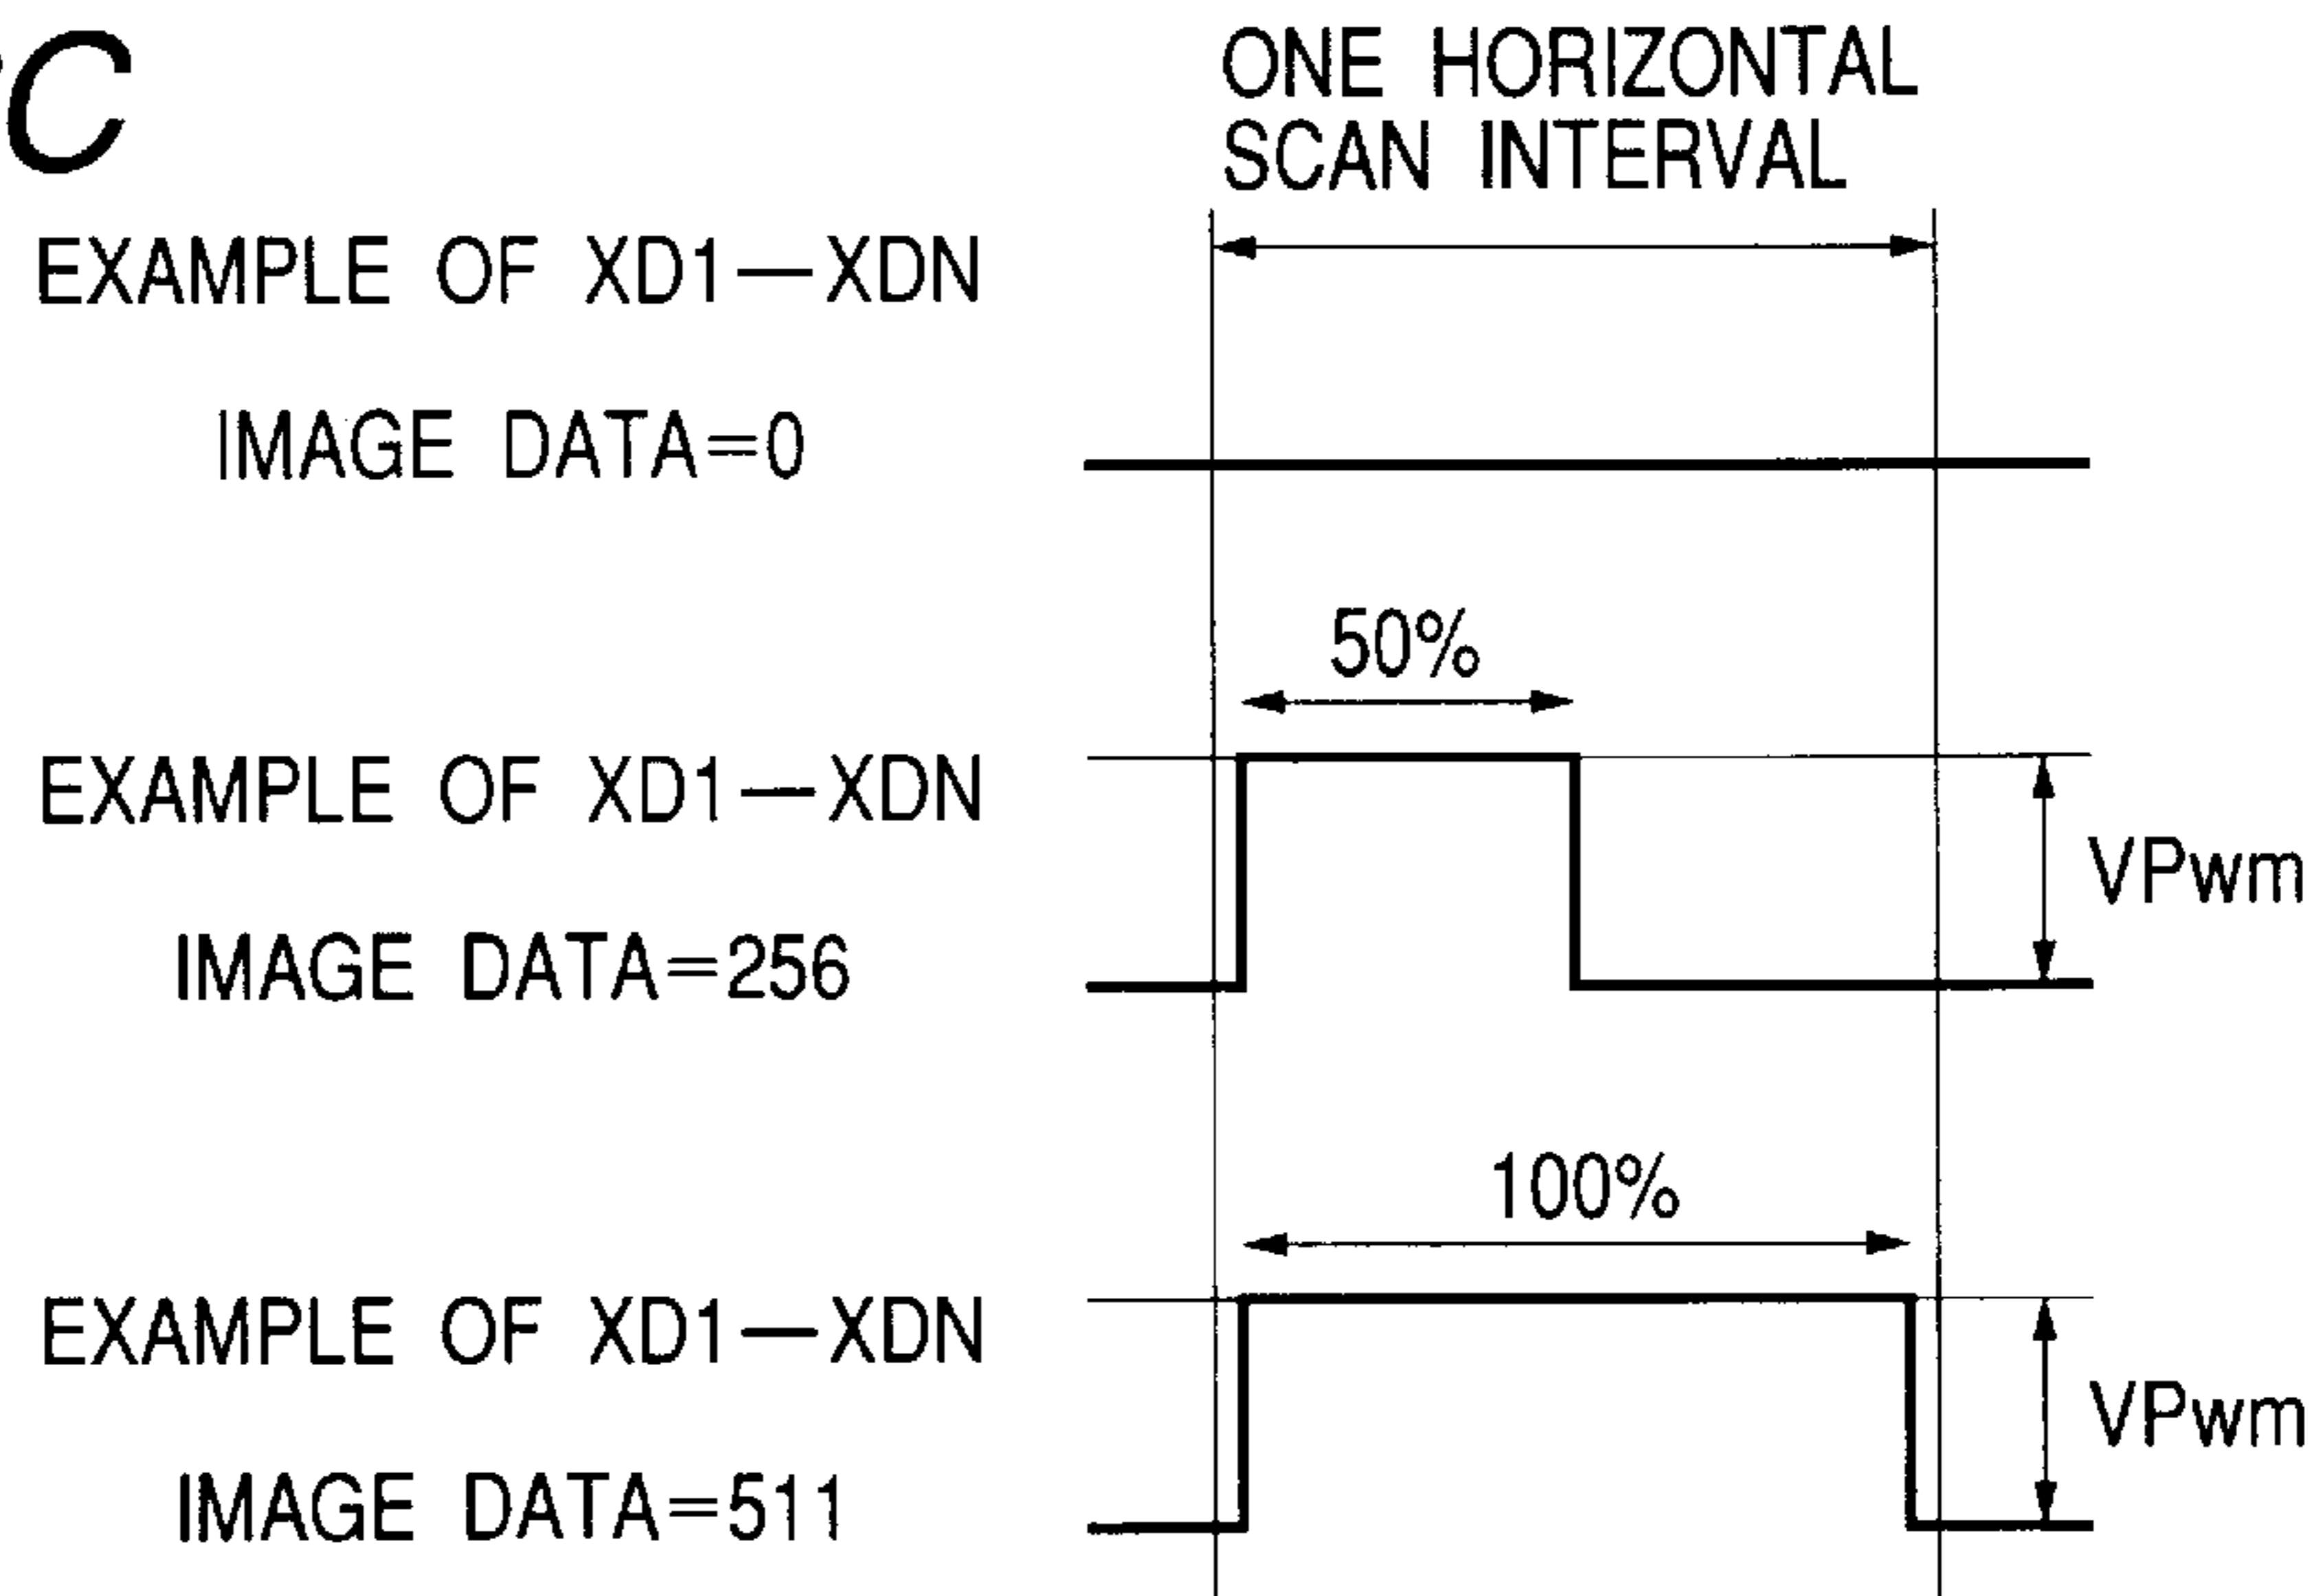 C
ONE HORIZONTAL
SCAN INTERVAL
EXAMPLE OF XD1—XDN
IMAGE DATA=0
50%
EXAMPLE OF XD1—XDN
VPwm
IMAGE DATA=256
100%
EXAMPLE OF XD1—XDN
VPwm
IMAGE DATA=511